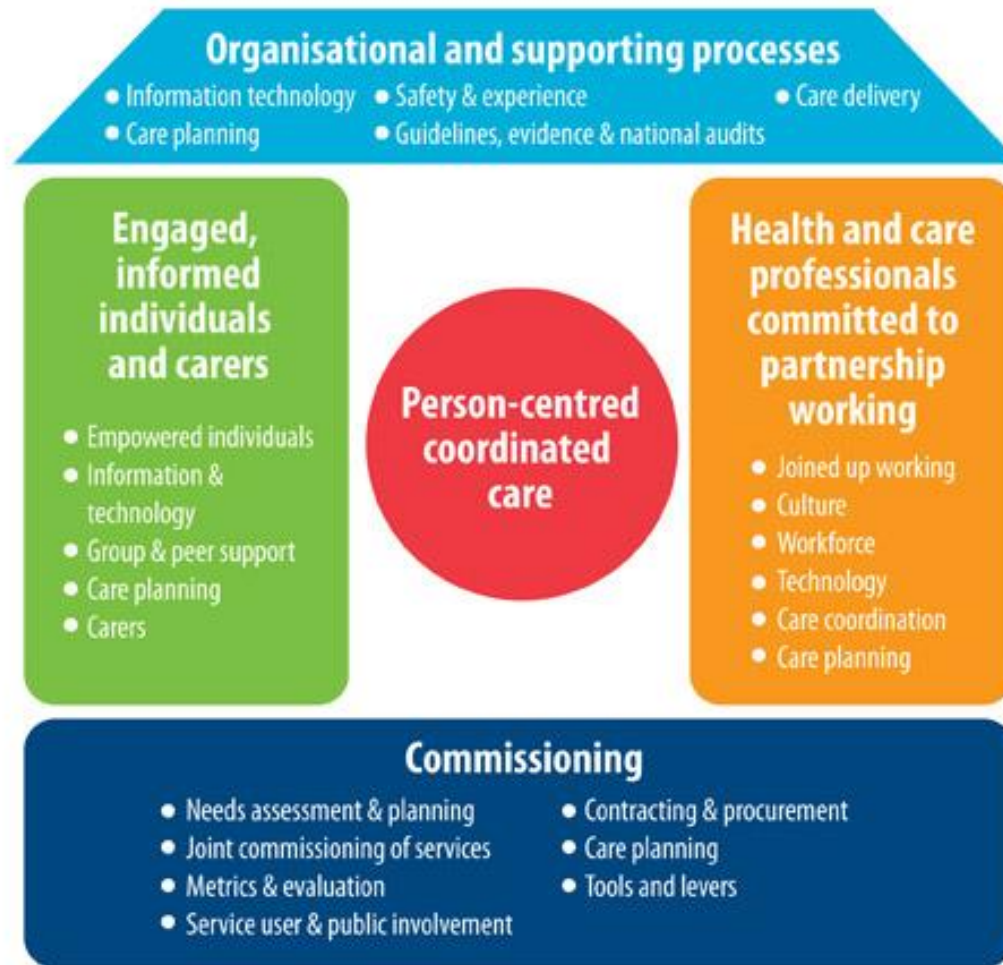 Organisational and supporting processes
• Information technology
• Safety & experience
• Care delivery
• Care planning
• Guidelines, evidence & national audits
Engaged,
informed
individuals
and carers
• Empowered individuals
• Information &
technology
• Group & peer support
• Care planning
• Carers
Person-centred
coordinated
care
Health and care
professionals
committed to
partnership
working
• Joined up working
• Culture
• Workforce
• Technology
• Care coordination
• Care planning
Commissioning
• Needs assessment & planning
• Joint commissioning of services
• Metrics & evaluation
• Service user & public involvement
• Contracting & procurement
• Care planning
• Tools and levers